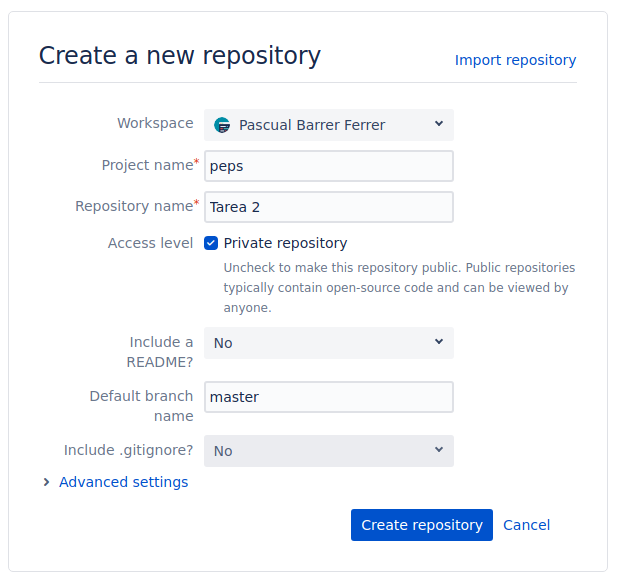 Create a new repository
Import repository
Workspace
Pascual Barrer Ferrer
Project name*
peps
Repository name*
Tarea 2
Access level
Private repository
Uncheck to make this repository public. Public repositories
typically contain open-source code and can be viewed by
anyone.
Include a
README?
No
Default branch
name
master
Include .gitignore?
No
Advanced settings
Create repository
Cancel